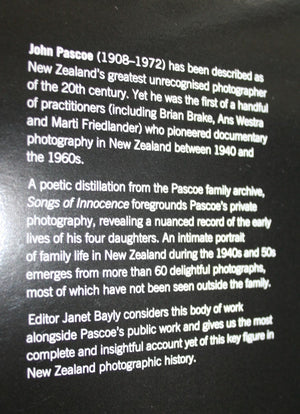 John Pascoe (1908–1972) has been described as
New Zealand's greatest unrecognised photographer
of the 20th century. Yet he was the first of a handful
of practitioners (including Brian Brake, Ans Westra
and Marti Friedlander) who pioneered documentary
photography in New Zealand between 1940 and
the 1960s.
A poetic distillation from the Pascoe family archive,
Songs of Innocence foregrounds Pascoe's private
photography, revealing a nuanced record of the early
lives of his four daughters. An intimate portrait
of family life in New Zealand during the 1940s and 50s
emerges from more than 60 delightful photographs,
most of which have not been seen outside the family.
Editor Janet Bayly considers this body of work
alongside Pascoe's public work and gives us the most
complete and insightful account yet of this key figure in
New Zealand photographic history.